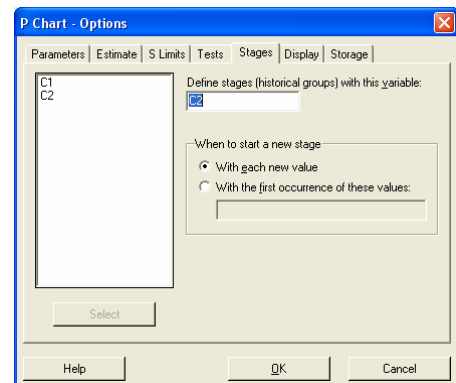 P Chart - Options
Parameters Estimate S Limits Tests Stages Display Storage
C1
C2
Define stages (historical groups) with this variable:
C2
When to start a new stage
With each new value
With the first occurrence of these values:
Select
Help OK Cancel